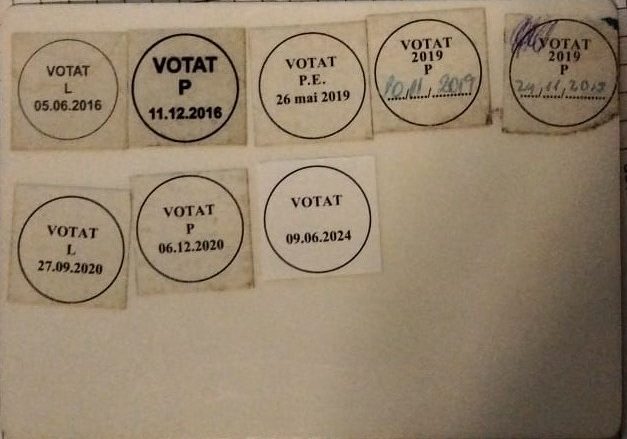 VOTAT
L
05.06.2016
VOTAT
P
11.12.2016
VOTAT
P.E.
26 mai 2019
VOTAT
2019
P
10.11.2019
VOTAT
2019
P
24.11.2019
VOTAT
L
27.09.2020
VOTAT
P
06.12.2020
VOTAT
09.06.2024